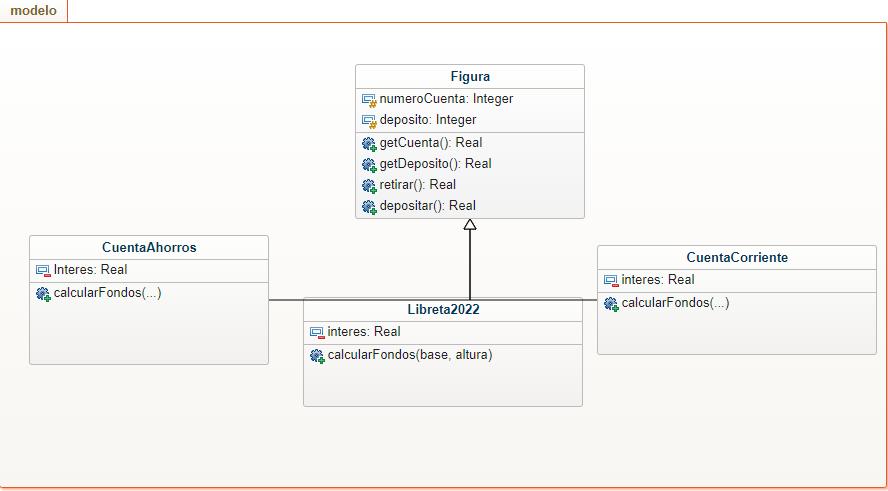 modelo
Figura
numeroCuenta: Integer
deposito: Integer
getCuenta(): Real
getDeposito(): Real
retirar(): Real
depositar(): Real
CuentaAhorros
Interes: Real
calcularFondos(...)
Libreta2022
interes: Real
calcularFondos(base, altura)
CuentaCorriente
interes: Real
calcularFondos(...)